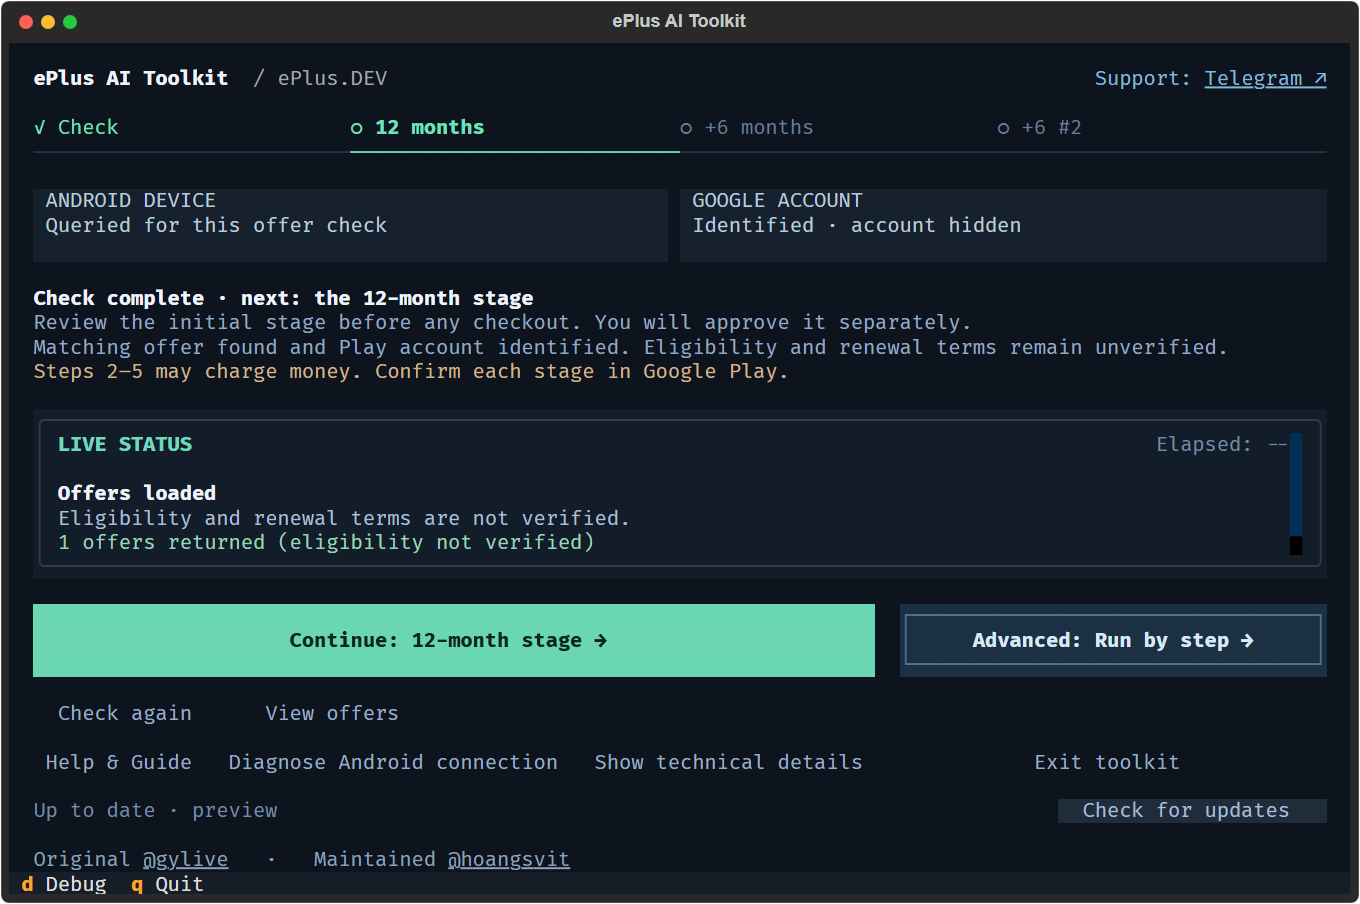 ePlus AI Toolkit
ePlus AI Toolkit / ePlus.DEV Support: Telegram ↗
√ Check ○ 12 months ○ +6 months ○ +6 #2
ANDROID DEVICE
Queried for this offer check
GOOGLE ACCOUNT
Identified · account hidden
Check complete · next: the 12-month stage
Review the initial stage before any checkout. You will approve it separately.
Matching offer found and Play account identified. Eligibility and renewal terms remain unverified.
Steps 2–5 may charge money. Confirm each stage in Google Play.
LIVE STATUS Elapsed: --
Offers loaded
Eligibility and renewal terms are not verified.
1 offers returned (eligibility not verified)
Continue: 12-month stage → Advanced: Run by step →
Check again View offers
Help & Guide Diagnose Android connection Show technical details Exit toolkit
Up to date · preview Check for updates
Original @gylive · Maintained @hoangsvit
d Debug q Quit